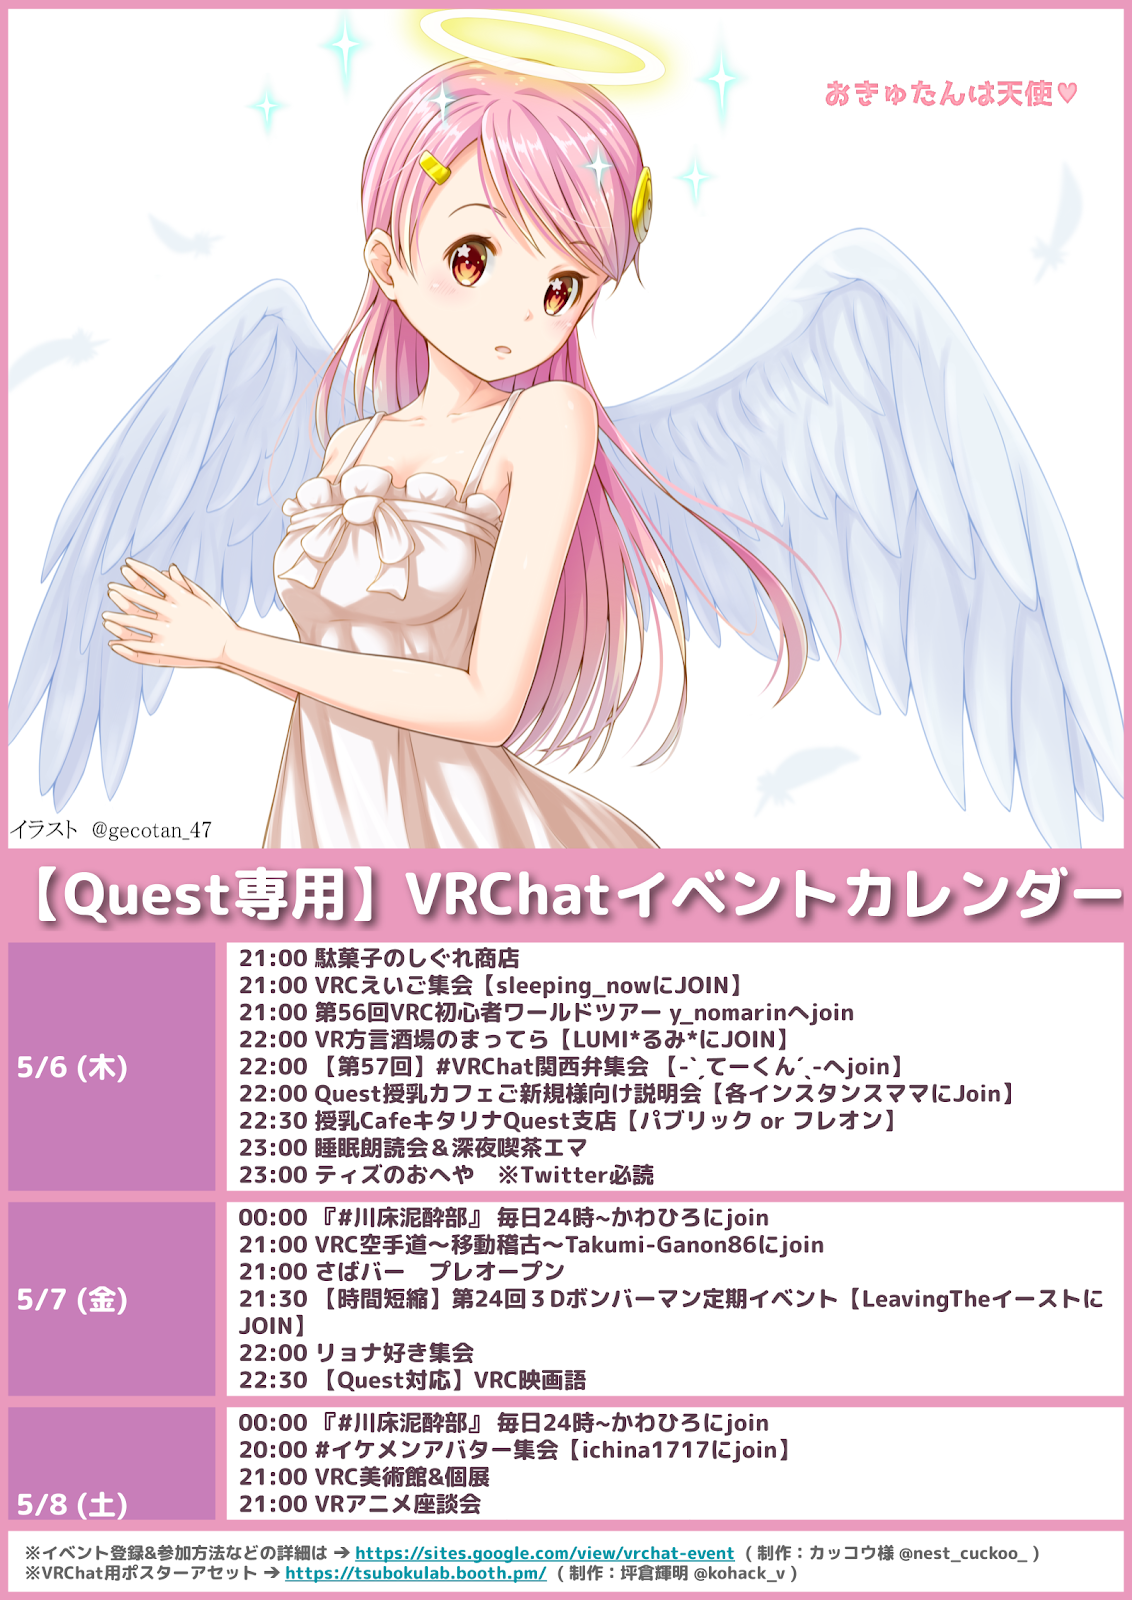 おきゅたんは天使♥
イラスト @gecotan_47
【Quest専用】VRChatイベントカレンダー
5/6 (木)
21:00 駄菓子のしぐれ商店
21:00 VRCえいご集会【sleeping_nowにJOIN】
21:00 第56回VRC初心者ワールドツアー y_nomarinへjoin
22:00 VR方言酒場のまってら【LUMI*るみ*にJOIN】
22:00 【第57回】#VRChat関西弁集会 【-ˋˏてーくんˊˎ-へjoin】
22:00 Quest授乳カフェご新規様向け説明会【各インスタンスママにJoin】
22:30 授乳CafeキタリナQuest支店【パブリック or フレオン】
23:00 睡眠朗読会＆深夜喫茶エマ
23:00 ティズのおへや　※Twitter必読
5/7 (金)
00:00 『#川床泥酔部』 毎日24時~かわひろにjoin
21:00 VRC空手道～移動稽古～Takumi-Ganon86にjoin
21:00 さばバー　プレオープン
21:30 【時間短縮】第24回３Dボンバーマン定期イベント【LeavingTheイーストに
JOIN】
22:00 リョナ好き集会
22:30 【Quest対応】VRC映画語
5/8 (土)
00:00 『#川床泥酔部』 毎日24時~かわひろにjoin
20:00 #イケメンアバター集会【ichina1717にjoin】
21:00 VRC美術館&個展
21:00 VRアニメ座談会
※イベント登録&参加方法などの詳細は → https://sites.google.com/view/vrchat-event ( 制作：カッコウ様 @nest_cuckoo_ )
※VRChat用ポスターアセット → https://tsubokulab.booth.pm/ ( 制作：坪倉輝明 @kohack_v )